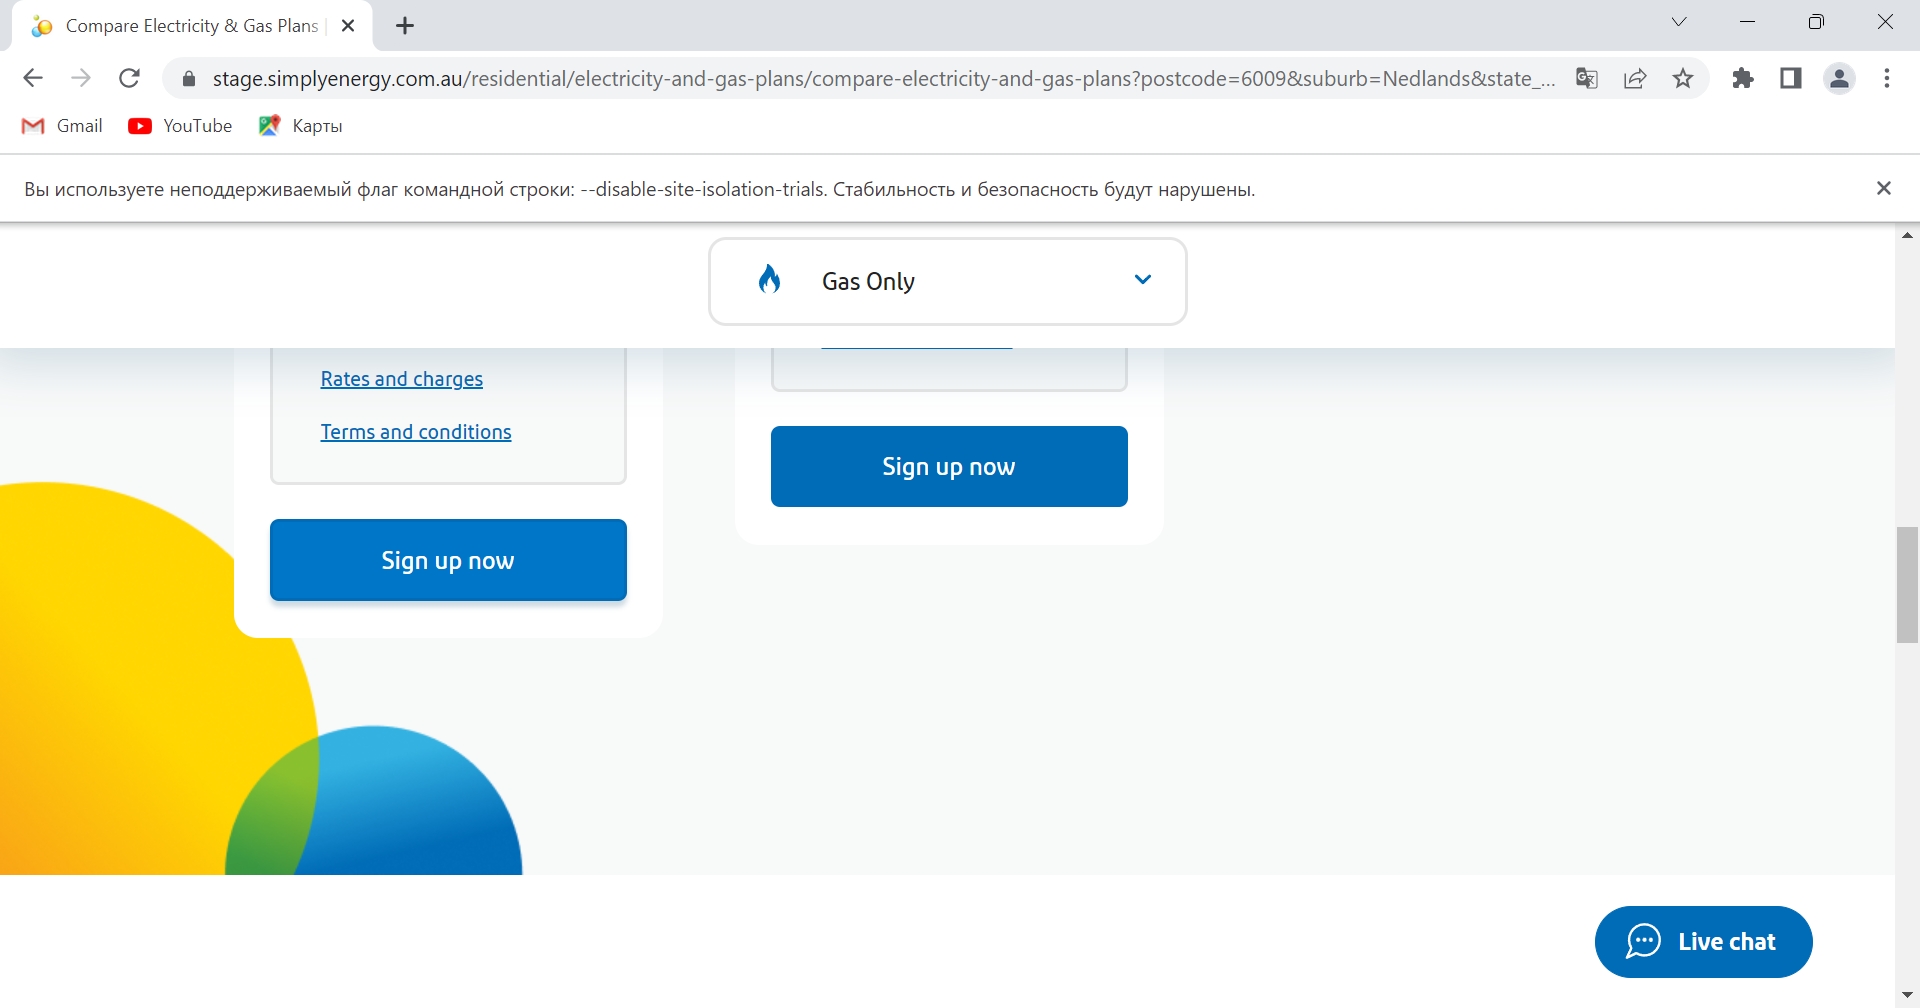 Compare Electricity & Gas Plans
stage.simplyenergy.com.au/residential/electricity-and-gas-plans/compare-electricity-and-gas-plans?postcode=6009&suburb=Nedlands&state_...
Gmail YouTube Карты
Вы используете неподдерживаемый флаг командной строки: --disable-site-isolation-trials. Стабильность и безопасность будут нарушены.
Gas Only
Rates and charges
Terms and conditions
Sign up now
Sign up now
Live chat